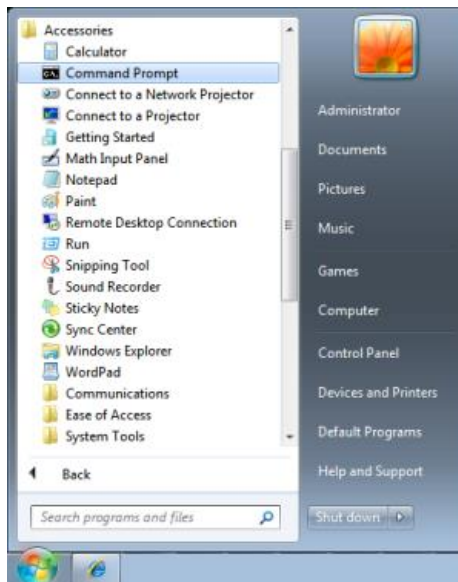 Accessories
Calculator
Command Prompt
Connect to a Network Projector
Connect to a Projector
Getting Started
Math Input Panel
Notepad
Paint
Remote Desktop Connection
Run
Snipping Tool
Sound Recorder
Sticky Notes
Sync Center
Windows Explorer
WordPad
Communications
Ease of Access
System Tools
Back
Search programs and files
Administrator
Documents
Pictures
Music
Games
Computer
Control Panel
Devices and Printers
Default Programs
Help and Support
Shut down